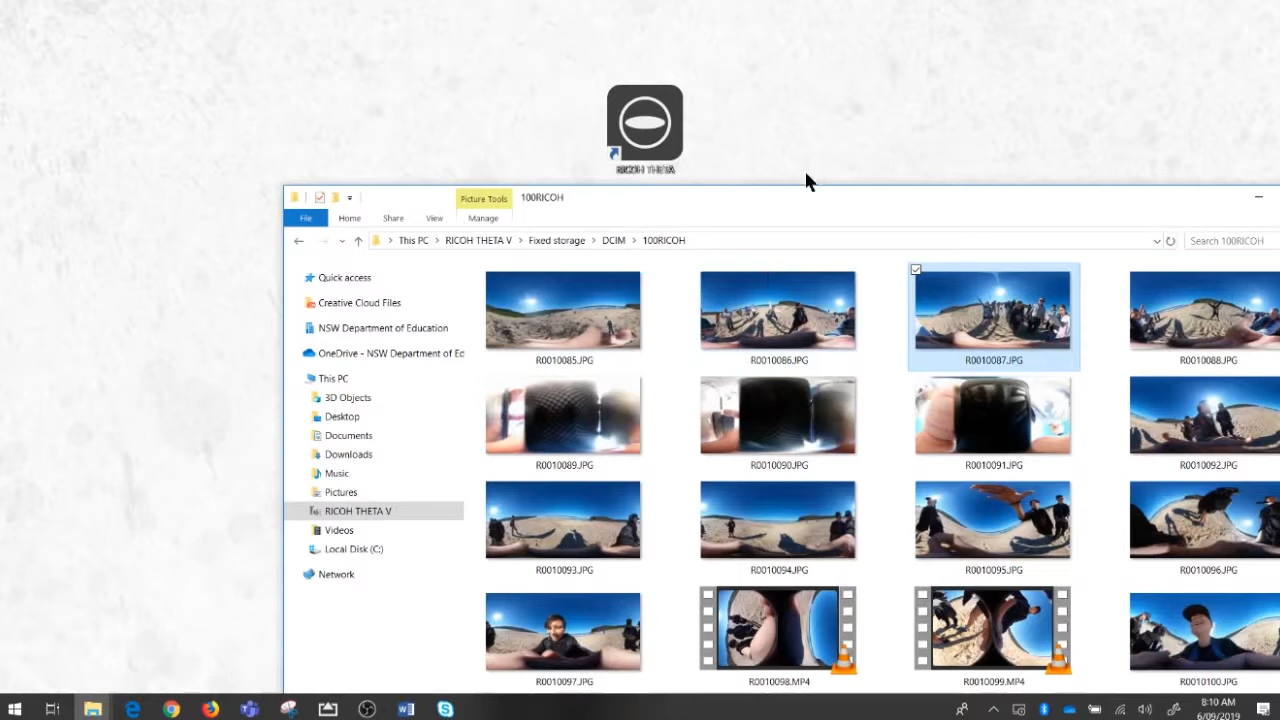 RICOH THETA
Picture Tools
100RICOH
File
Home
Share
View
Manage
This PC
RICOH THETA V
Fixed storage
DCIM
100RICOH
Search 100RICOH
Quick access
Creative Cloud Files
NSW Department of Education
OneDrive - NSW Department of Ec
This PC
3D Objects
Desktop
Documents
Downloads
Music
Pictures
RICOH THETA V
Videos
Local Disk (C:)
Network
R0010085.JPG
R0010086.JPG
R0010087.JPG
R0010088.JPG
R0010089.JPG
R0010090.JPG
R0010091.JPG
R0010092.JPG
R0010093.JPG
R0010094.JPG
R0010095.JPG
R0010096.JPG
R0010097.JPG
R0010098.MP4
R0010099.MP4
R0010100.JPG
8:10 AM
6/09/2019